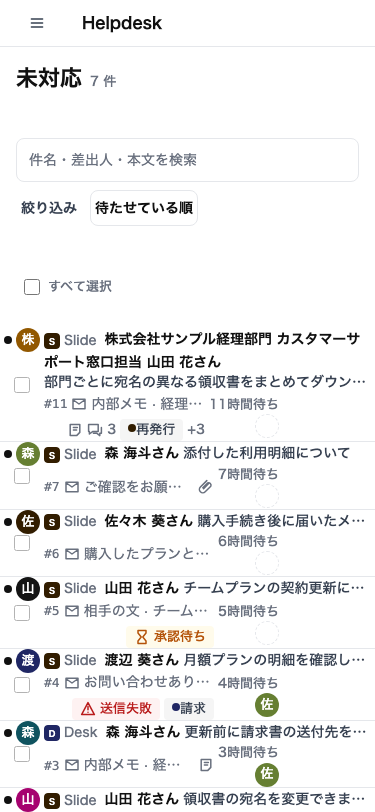 Helpdesk
未対応 7 件
件名・差出人・本文を検索
絞り込み 待たせている順
すべて選択
株 S Slide 株式会社サンプル経理部門 カスタマーサ
ポート窓口担当 山田 花さん
部門ごとに宛名の異なる領収書をまとめてダウン…
#11 内部メモ · 経理… 11時間待ち
3 再発行 +3
森 S Slide 森 海斗さん 添付した利用明細について
7時間待ち
#7 ご確認をお願…
佐 S Slide 佐々木 葵さん 購入手続き後に届いたメ…
6時間待ち
#6 購入したプランと…
山 S Slide 山田 花さん チームプランの契約更新に…
#5 相手の文 · チーム… 5時間待ち
承認待ち
渡 S Slide 渡辺 葵さん 月額プランの明細を確認し…
#4 お問い合わせあり… 4時間待ち
送信失敗 請求 佐
森 D Desk 森 海斗さん 更新前に請求書の送付先を…
3時間待ち
#3 内部メモ · 経… 佐
山 S Slide 山田 花さん 領収書の宛名を変更できま…